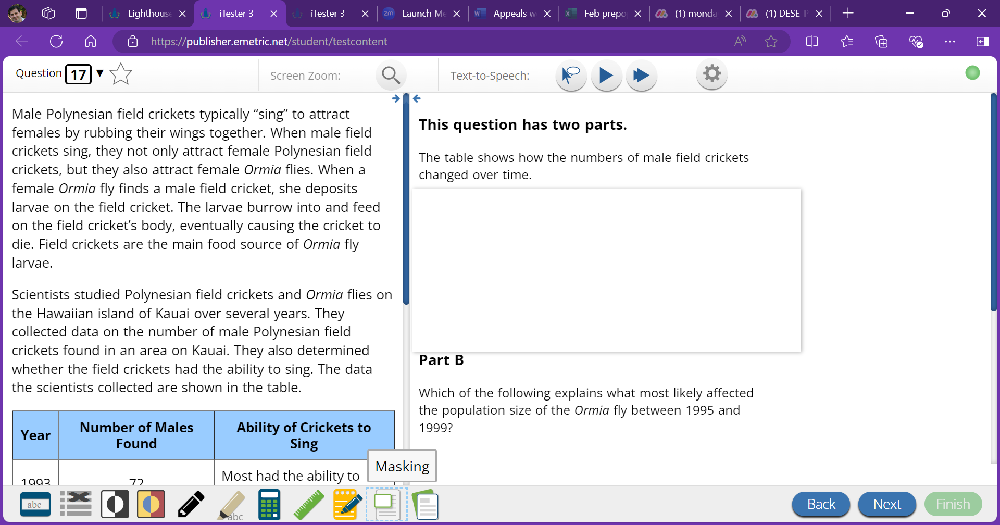 Lighthouse
iTester 3
iTester 3
Launch Me
Appeals w
Feb prepo
(1) monda
(1) DESE_P
https://publisher.emetric.net/student/testcontent
Question 17
Screen Zoom:
Text-to-Speech:
Male Polynesian field crickets typically “sing” to attract
females by rubbing their wings together. When male field
crickets sing, they not only attract female Polynesian field
crickets, but they also attract female Ormia flies. When a
female Ormia fly finds a male field cricket, she deposits
larvae on the field cricket. The larvae burrow into and feed
on the field cricket’s body, eventually causing the cricket to
die. Field crickets are the main food source of Ormia fly
larvae.
Scientists studied Polynesian field crickets and Ormia flies on
the Hawaiian island of Kauai over several years. They
collected data on the number of male Polynesian field
crickets found in an area on Kauai. They also determined
whether the field crickets had the ability to sing. The data
the scientists collected are shown in the table.
Year
Number of Males
Found
Ability of Crickets to
Sing
1993
72
Most had the ability to
This question has two parts.
The table shows how the numbers of male field crickets
changed over time.
Part B
Which of the following explains what most likely affected
the population size of the Ormia fly between 1995 and
1999?
Masking
abc
abc
Back
Next
Finish